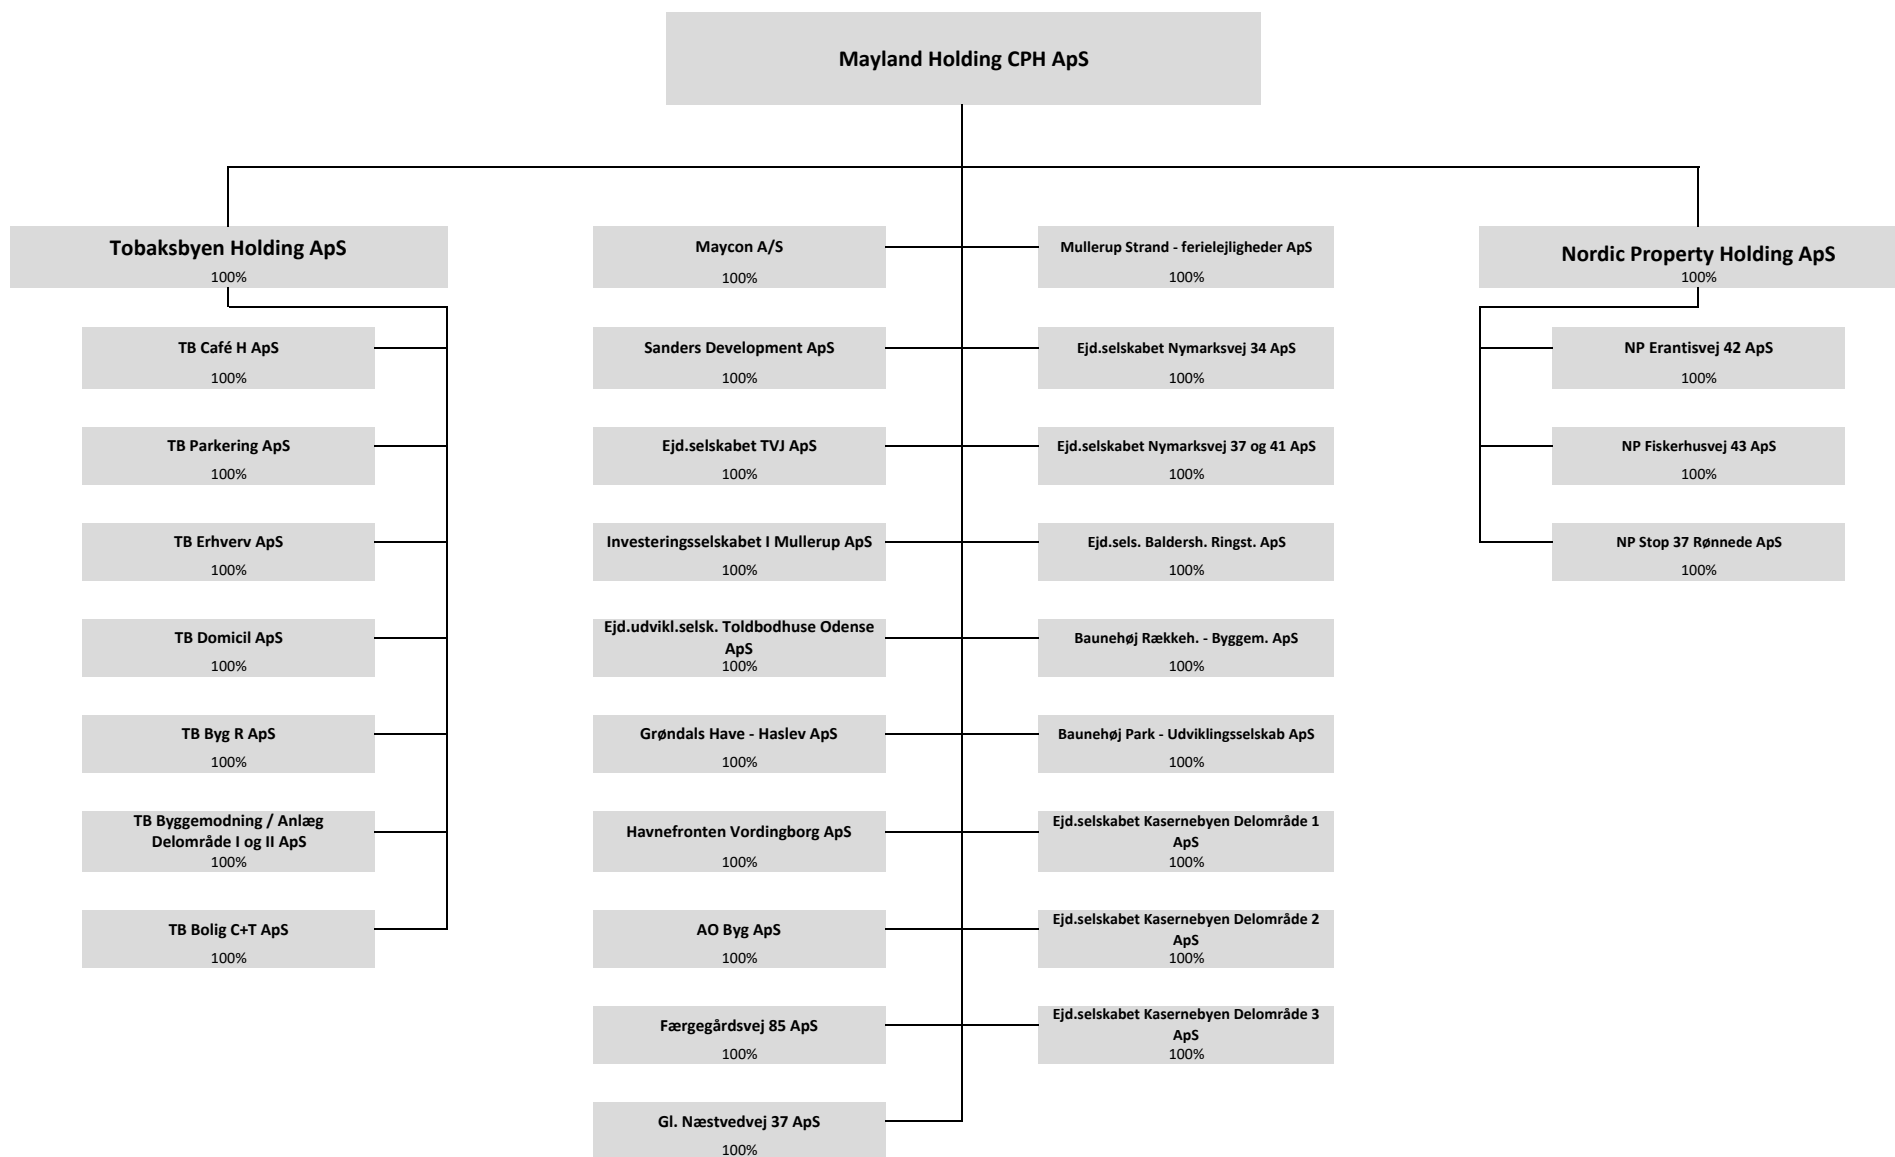 Mayland Holding CPH ApS
Tobaksbyen Holding ApS
100%
TB Café H ApS
100%
TB Parkering ApS
100%
TB Erhverv ApS
100%
TB Domicil ApS
100%
TB Byg R ApS
100%
TB Byggemodning / Anlæg
Delområde I og II ApS
100%
TB Bolig C+T ApS
100%
Maycon A/S
100%
Sanders Development ApS
100%
Ejd.selskabet TVJ ApS
100%
Investeringsselskabet I Mullerup ApS
100%
Ejd.udvikl.selsk. Toldbodhuse Odense
ApS
100%
Grøndals Have - Haslev ApS
100%
Havnefronten Vordingborg ApS
100%
AO Byg ApS
100%
Færgegårdsvej 85 ApS
100%
Gl. Næstvedvej 37 ApS
100%
Mullerup Strand - ferielejligheder ApS
100%
Ejd.selskabet Nymarksvej 34 ApS
100%
Ejd.selskabet Nymarksvej 37 og 41 ApS
100%
Ejd.sels. Baldersh. Ringst. ApS
100%
Baunehøj Rækkeh. - Byggem. ApS
100%
Baunehøj Park - Udviklingsselskab ApS
100%
Ejd.selskabet Kasernebyen Delområde 1
ApS
100%
Ejd.selskabet Kasernebyen Delområde 2
ApS
100%
Ejd.selskabet Kasernebyen Delområde 3
ApS
100%
Nordic Property Holding ApS
100%
NP Erantisvej 42 ApS
100%
NP Fiskerhusvej 43 ApS
100%
NP Stop 37 Rønnede ApS
100%